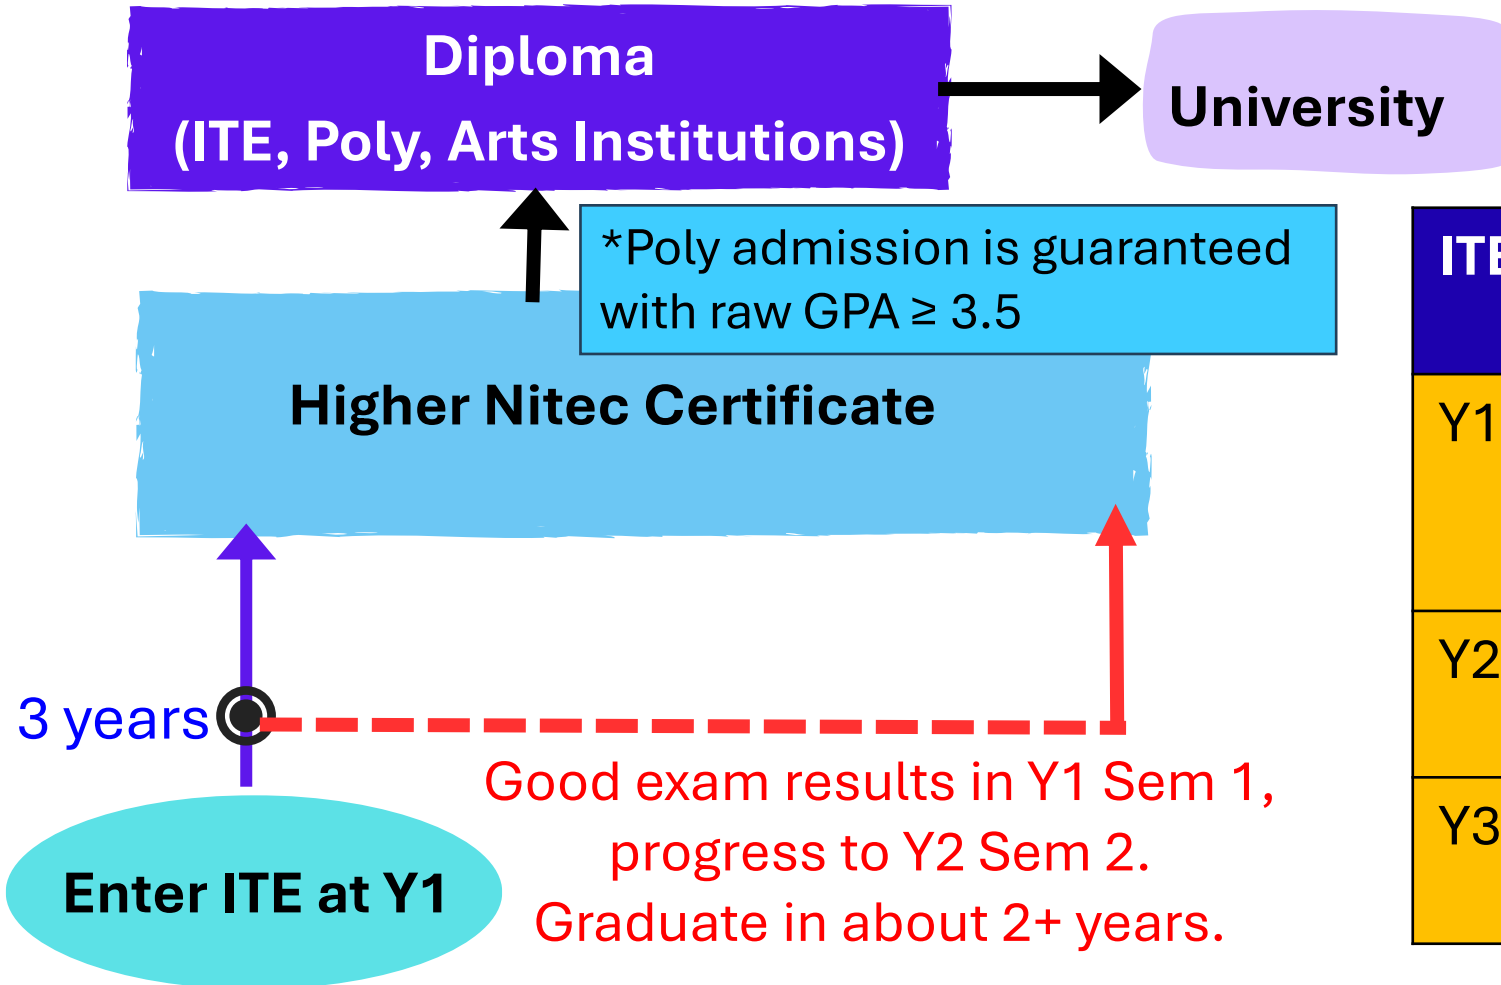 Diploma
(ITE, Poly, Arts Institutions)
University
*Poly admission is guaranteed
with raw GPA ≥ 3.5
Higher Nitec Certificate
3 years
Good exam results in Y1 Sem 1,
progress to Y2 Sem 2.
Graduate in about 2+ years.
Enter ITE at Y1
ITE
Y1
Y2
Y3